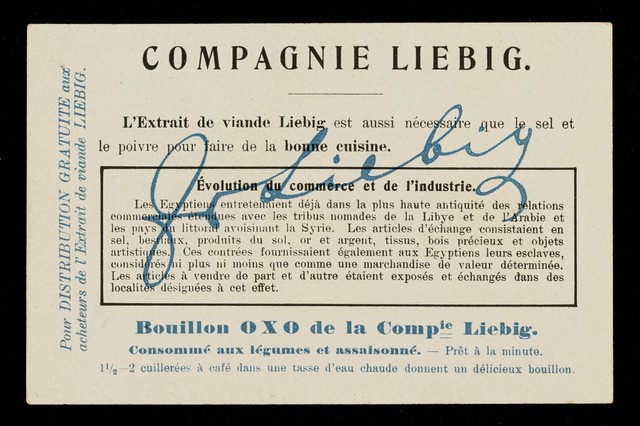 COMPAGNIE LIEBIG.
L'Extrait de viande Liebig est aussi nécessaire que le sel et
le poivre pour faire de la bonne cuisine.
Évolution du commerce et de l'industrie.
Les Egyptiens entretenaient déjà dans la plus haute antiquité des relations
commerciales étendues avec les tribus nomades de la Libye et de l'Arabie et
les pays du littoral avoisinant la Syrie. Les articles d'échange consistaient en
sel, bestiaux, produits du sol, or et argent, tissus, bois précieux et objets
artistiques. Ces contrées fournissaient également aux Egyptiens leurs esclaves,
considérés ni plus ni moins que comme une marchandise de valeur déterminée.
Les articles à vendre de part et d'autre étaient exposés et échangés dans des
localités désignées à cet effet.
Bouillon OXO de la Compie Liebig.
Consommé aux légumes et assaisonné. — Prêt à la minute.
1½—2 cuillerées à café dans une tasse d'eau chaude donnent un délicieux bouillon.
Pour DISTRIBUTION GRATUITE aux
acheteurs de l'Extrait de viande LIEBIG.
Liebig